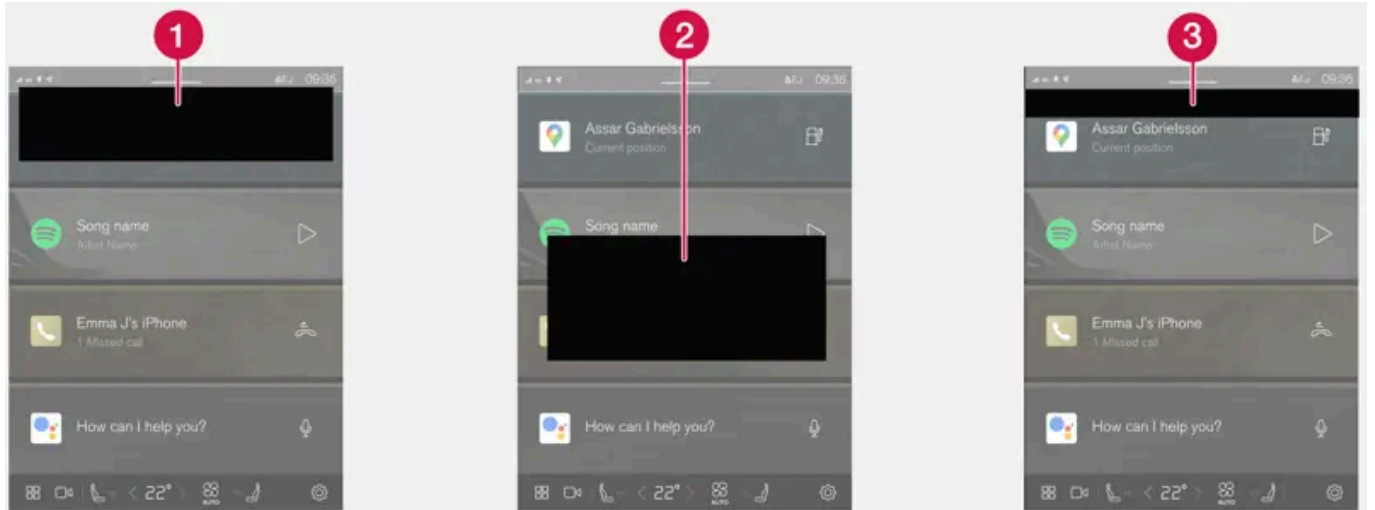 1
09:36
Song name
Artist Name
Emma J's iPhone
1 Missed call
How can I help you?
22°
AUTO
2
09:36
Assar Gabrielsson
Current position
Song name
How can I help you?
22°
AUTO
3
09:36
Assar Gabrielsson
Current position
Song name
Artist Name
Emma J's iPhone
1 Missed call
How can I help you?
22°
AUTO